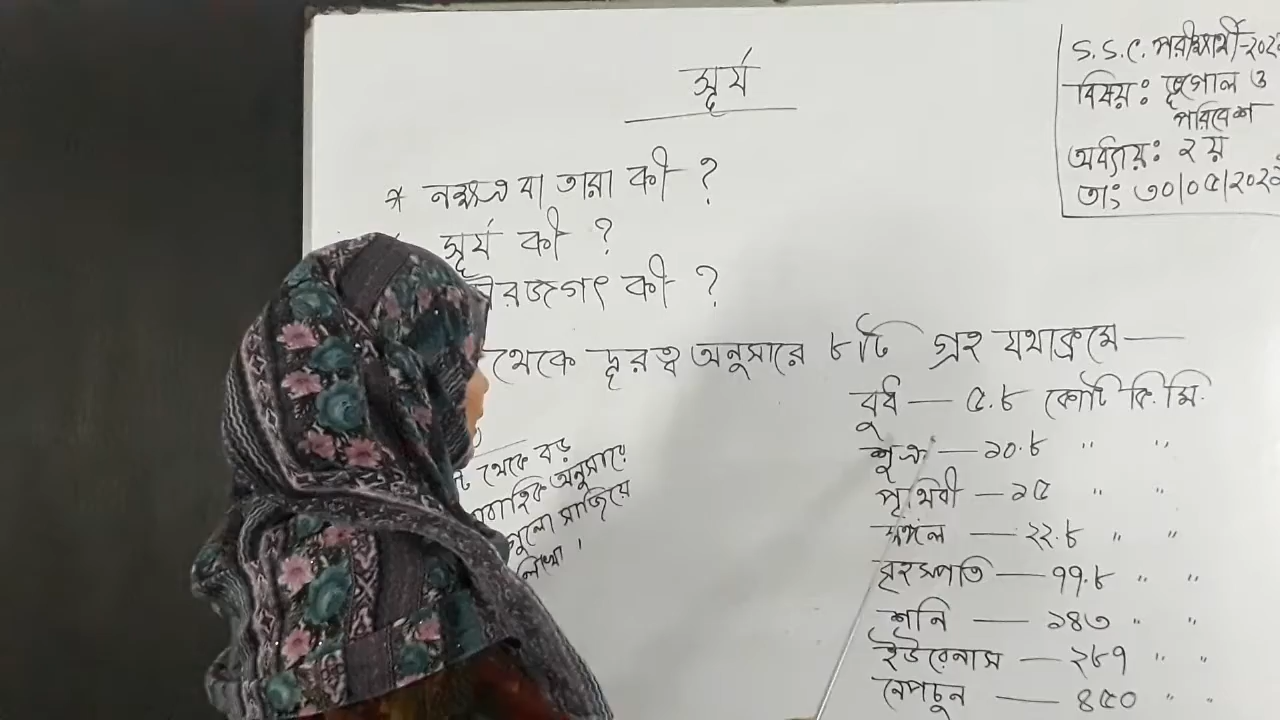 সূর্য
S.S.C. পরীক্ষার্থী-২০২
বিষয়ঃ ভূগোল ও
পরিবেশ
অধ্যায়ঃ ২য়
তাং ৩০/০৫/২০২২
* নক্ষত্র বা তারা কী ?
সূর্য কী ?
সৌরজগৎ কী ?
থেকে দূরত্ব অনুসারে ৮টি গ্রহ যথাক্রমে —
বুধ — ৫.৮ কোটি কি.মি.
শুক্র — ১০.৮ " "
পৃথিবী — ১৫ " "
মঙ্গল — ২২.৮ " "
বৃহস্পতি — ৭৭.৮ " "
শনি — ১৪৩ " "
ইউরেনাস — ২৮৭ " "
নেপচুন — ৪৫০ " "
থেকে বড়
অনুসারে
সাজিয়ে
লিখো ।